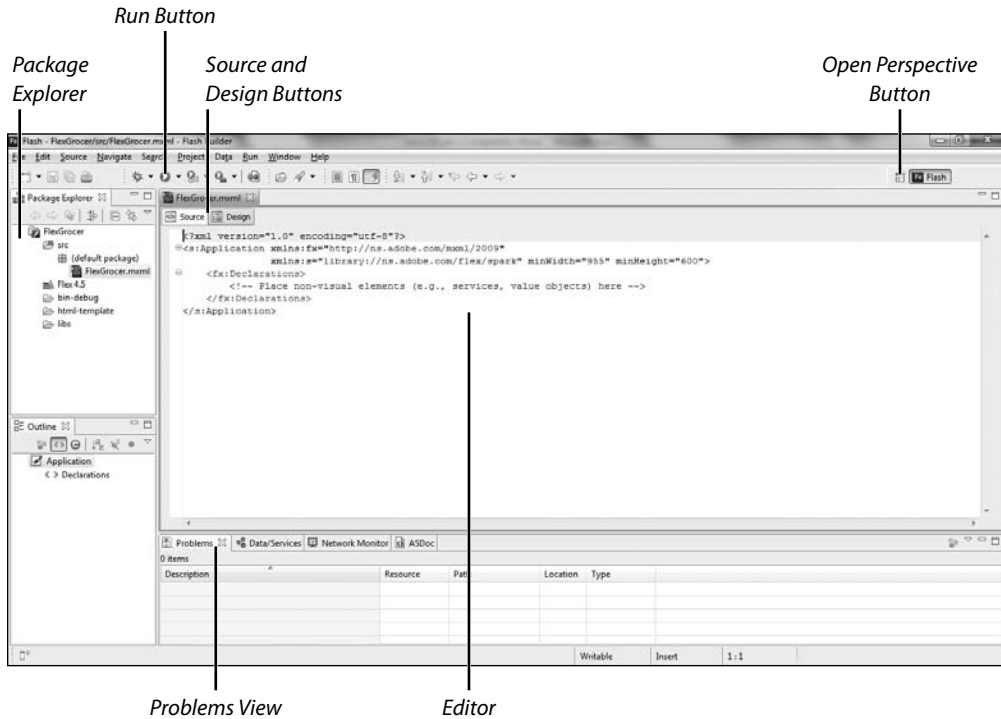 Run Button
Package
Explorer
Source and
Design Buttons
Open Perspective
Button
Flash - FlexGrocer/src/FlexGrocer.mxml - Flash Builder
File Edit Source Navigate Search Project Data Run Window Help
Flash
Package Explorer
FlexGrocer.mxml
Source Design
FlexGrocer
src
(default package)
FlexGrocer.mxml
Flex 4.5
bin-debug
html-template
libs
<?xml version="1.0" encoding="utf-8"?>
<s:Application xmlns:fx="http://ns.adobe.com/mxml/2009"
xmlns:s="library://ns.adobe.com/flex/spark" minWidth="955" minHeight="600">
<fx:Declarations>
<!-- Place non-visual elements (e.g., services, value objects) here -->
</fx:Declarations>
</s:Application>
Outline
Application
< > Declarations
Problems Data/Services Network Monitor ASDoc
0 items
Description Resource Path Location Type
Writable Insert 1:1
Problems View
Editor